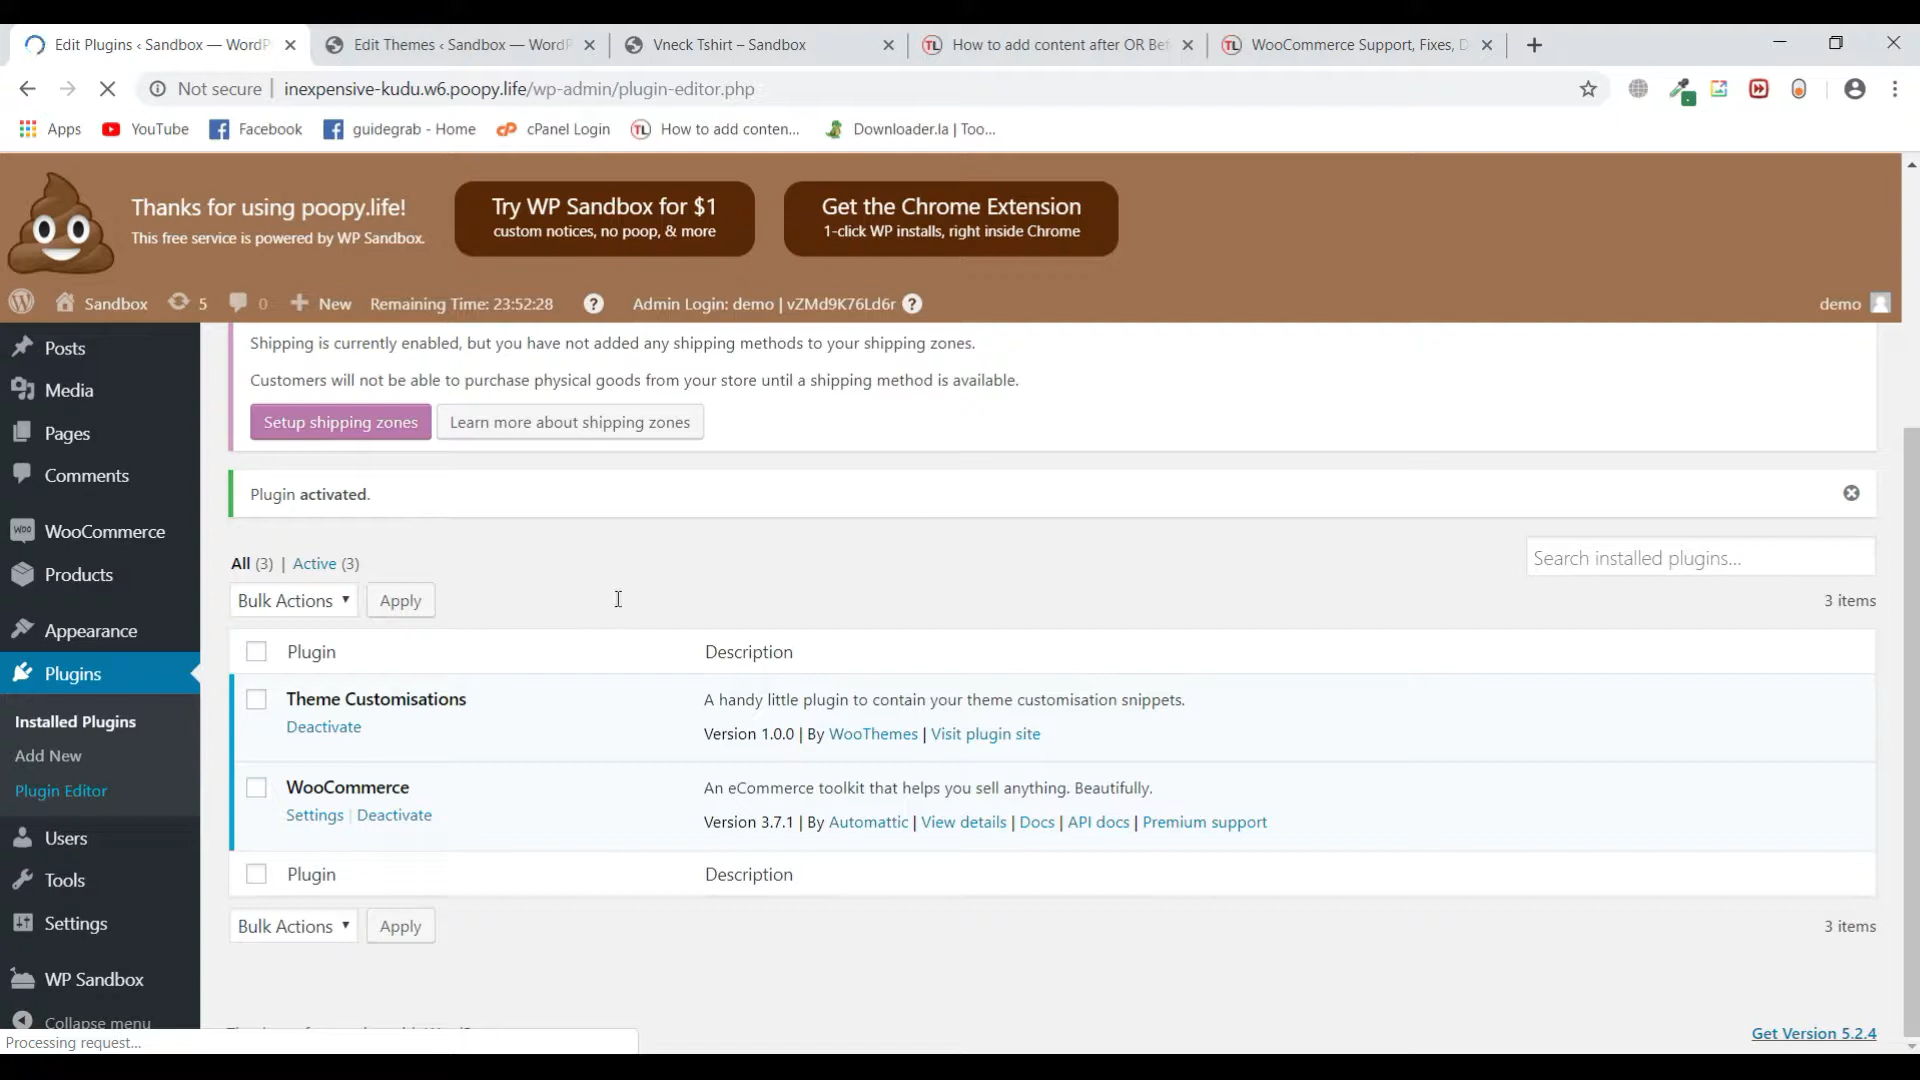 Edit Plugins ‹ Sandbox — WordP
Edit Themes ‹ Sandbox — WordP
Vneck Tshirt – Sandbox
How to add content after OR Bef
WooCommerce Support, Fixes, D
Not secure
inexpensive-kudu.w6.poopy.life/wp-admin/plugin-editor.php
Apps
YouTube
Facebook
guidegrab - Home
cPanel Login
How to add conten...
Downloader.la | Too...
Thanks for using poopy.life!
This free service is powered by WP Sandbox.
Try WP Sandbox for $1
custom notices, no poop, & more
Get the Chrome Extension
1-click WP installs, right inside Chrome
Sandbox
5
0
New
Remaining Time: 23:52:28
Admin Login: demo | vZMd9K76Ld6r
demo
Posts
Media
Pages
Comments
WooCommerce
Products
Appearance
Plugins
Installed Plugins
Add New
Plugin Editor
Users
Tools
Settings
WP Sandbox
Collapse menu
Shipping is currently enabled, but you have not added any shipping methods to your shipping zones.
Customers will not be able to purchase physical goods from your store until a shipping method is available.
Setup shipping zones
Learn more about shipping zones
Plugin activated.
All (3) | Active (3)
Search installed plugins...
Bulk Actions
Apply
3 items
Plugin
Description
Theme Customisations
Deactivate
A handy little plugin to contain your theme customisation snippets.
Version 1.0.0 | By WooThemes | Visit plugin site
WooCommerce
Settings | Deactivate
An eCommerce toolkit that helps you sell anything. Beautifully.
Version 3.7.1 | By Automattic | View details | Docs | API docs | Premium support
Plugin
Description
Bulk Actions
Apply
3 items
Get Version 5.2.4
Processing request...